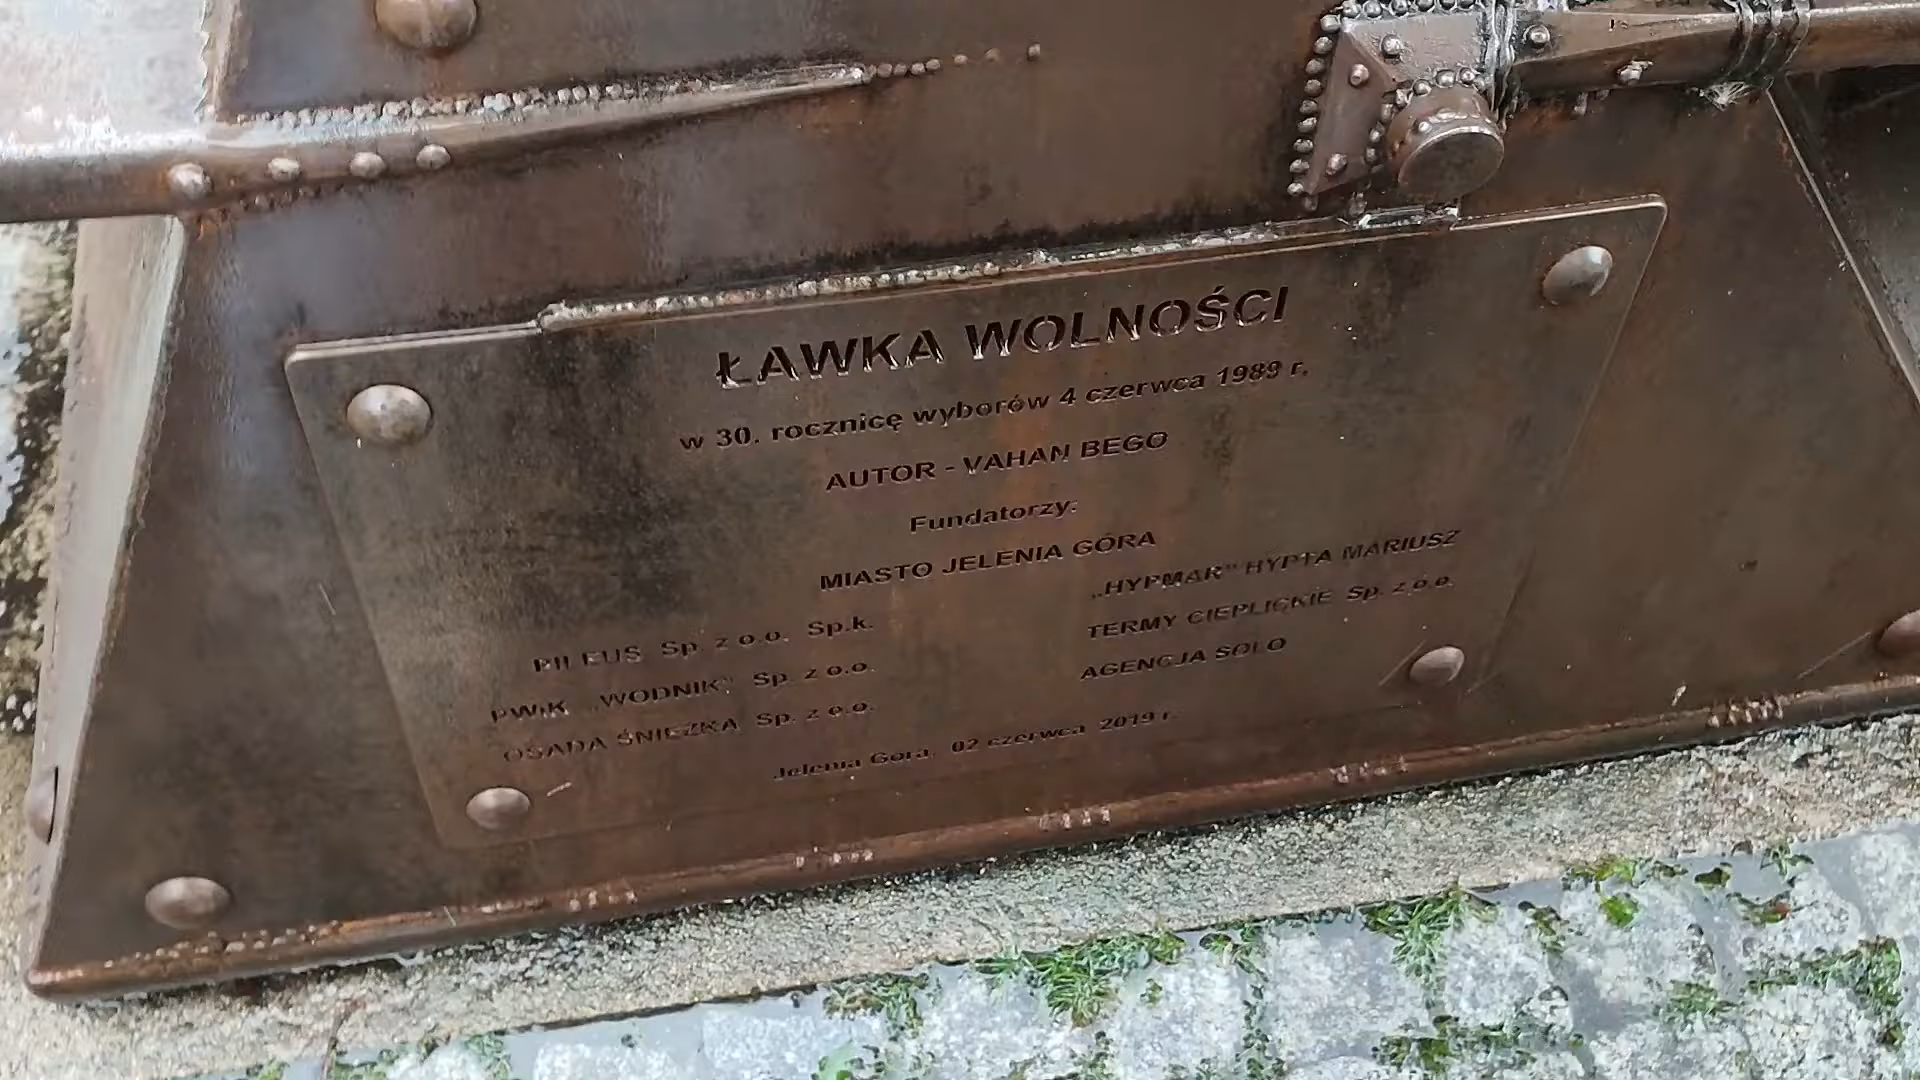 ŁAWKA WOLNOŚCI
w 30. rocznicę wyborów 4 czerwca 1989 r.
AUTOR - VAHAN BEGO
Fundatorzy:
MIASTO JELENIA GÓRA
PILEUS Sp. z o.o. Sp.k.
PWiK „WODNIK” Sp. z o.o.
OSADA ŚNIEŻKA Sp. z o.o.
„HYPMAR” HYPTA MARIUSZ
TERMY CIEPLICKIE Sp. z o.o.
AGENCJA SOLO
Jelenia Góra, 02 czerwca 2019 r.